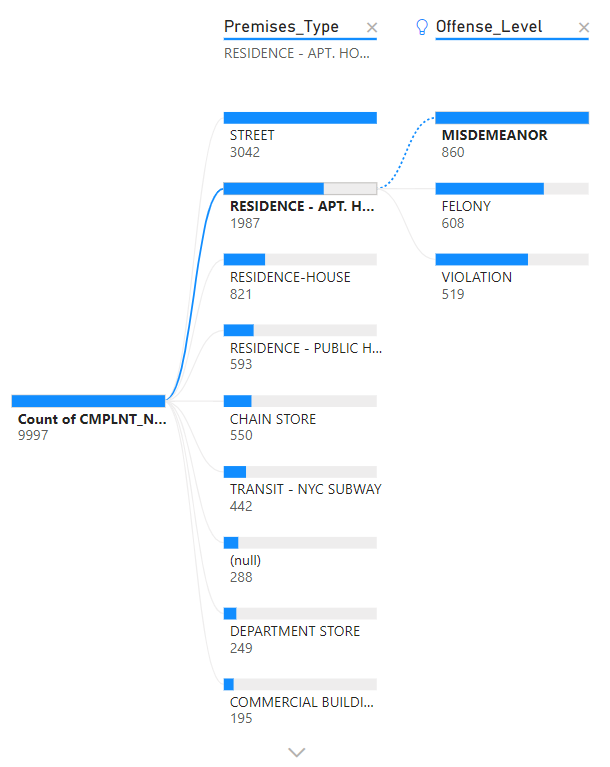 Premises_Type
Offense_Level
RESIDENCE - APT. HO...
STREET
3042
MISDEMEANOR
860
RESIDENCE - APT. H...
1987
FELONY
608
RESIDENCE-HOUSE
821
VIOLATION
519
RESIDENCE - PUBLIC H...
593
Count of CMPLNT_N...
9997
CHAIN STORE
550
TRANSIT - NYC SUBWAY
442
(null)
288
DEPARTMENT STORE
249
COMMERCIAL BUILDI...
195